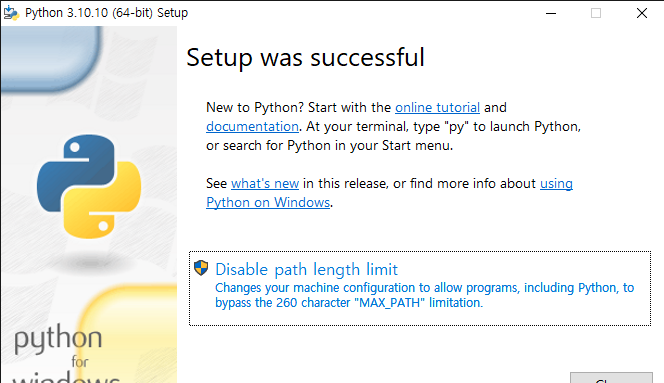 Python 3.10.10 (64-bit) Setup
Setup was successful
New to Python? Start with the online tutorial and
documentation. At your terminal, type "py" to launch Python,
or search for Python in your Start menu.
See what's new in this release, or find more info about using
Python on Windows.
Disable path length limit
Changes your machine configuration to allow programs, including Python, to
bypass the 260 character "MAX_PATH" limitation.
python
for
windows
Close